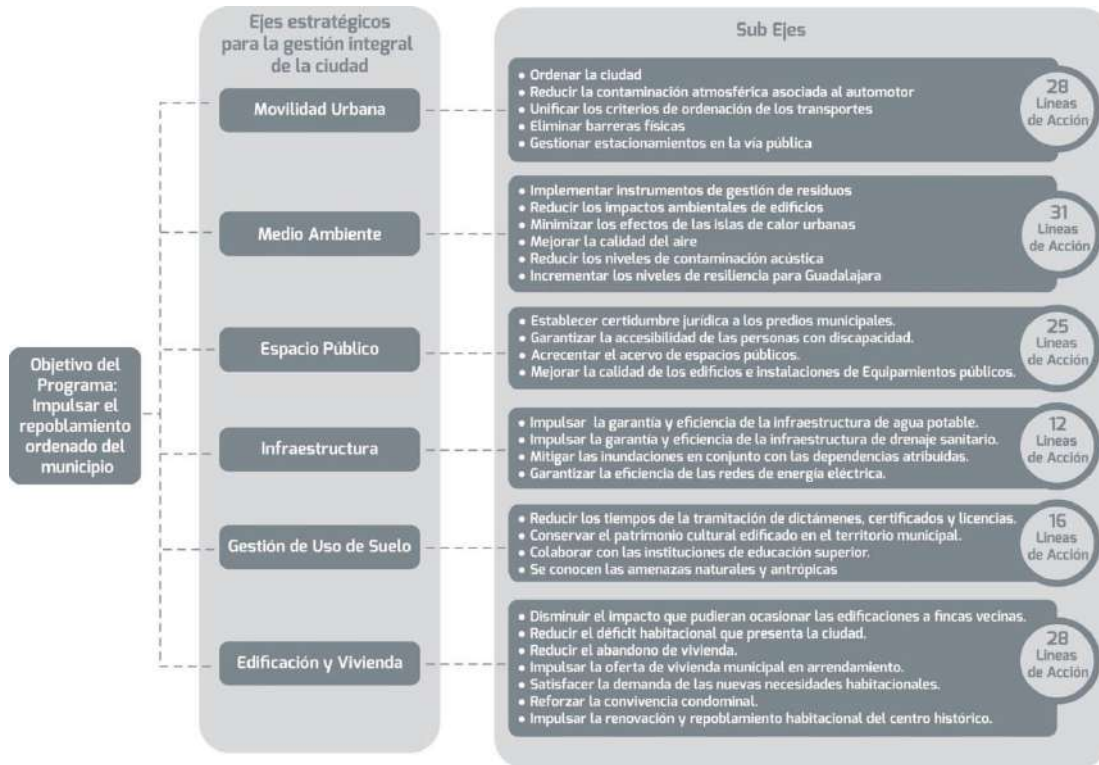 Ejes estratégicos
para la gestión integral
de la ciudad
Sub Ejes
Objetivo del
Programa:
Impulsar el
repoblamiento
ordenado del
municipio
Movilidad Urbana
• Ordenar la ciudad
• Reducir la contaminación atmosférica asociada al automotor
• Unificar los criterios de ordenación de los transportes
• Eliminar barreras físicas
• Gestionar estacionamientos en la vía pública
28
Líneas
de Acción
Medio Ambiente
• Implementar instrumentos de gestión de residuos
• Reducir los impactos ambientales de edificios
• Minimizar los efectos de las islas de calor urbanas
• Mejorar la calidad del aire
• Reducir los niveles de contaminación acústica
• Incrementar los niveles de resiliencia para Guadalajara
31
Líneas
de Acción
Espacio Público
• Establecer certidumbre jurídica a los predios municipales.
• Garantizar la accesibilidad de las personas con discapacidad.
• Acrecentar el acervo de espacios públicos.
• Mejorar la calidad de los edificios e instalaciones de Equipamientos públicos.
25
Líneas
de Acción
Infraestructura
• Impulsar la garantía y eficiencia de la infraestructura de agua potable.
• Impulsar la garantía y eficiencia de la infraestructura de drenaje sanitario.
• Mitigar las inundaciones en conjunto con las dependencias atribuidas.
• Garantizar la eficiencia de las redes de energía eléctrica.
12
Líneas
de Acción
Gestión de Uso de Suelo
• Reducir los tiempos de la tramitación de dictámenes, certificados y licencias.
• Conservar el patrimonio cultural edificado en el territorio municipal.
• Colaborar con las instituciones de educación superior.
• Se conocen las amenazas naturales y antrópicas
16
Líneas
de Acción
Edificación y Vivienda
• Disminuir el impacto que pudieran ocasionar las edificaciones a fincas vecinas.
• Reducir el déficit habitacional que presenta la ciudad.
• Reducir el abandono de vivienda.
• Impulsar la oferta de vivienda municipal en arrendamiento.
• Satisfacer la demanda de las nuevas necesidades habitacionales.
• Reforzar la convivencia condominal.
• Impulsar la renovación y repoblamiento habitacional del centro histórico.
28
Líneas
de Acción